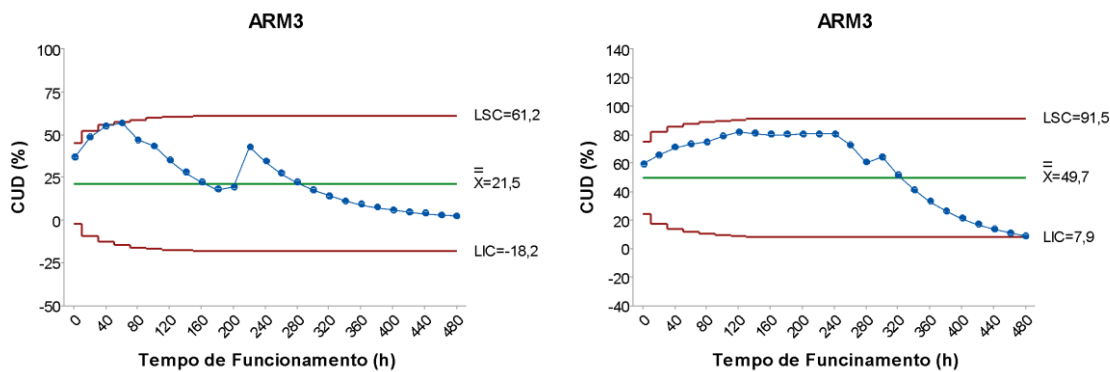 ARM3
100
75
50
25
0
-25
-50
CUD (%)
LSC=61,2
X=21,5
LIC=-18,2
0 40 80 120 160 200 240 280 320 360 400 440 480
Tempo de Funcionamento (h)
ARM3
140
120
100
80
60
40
20
0
-20
-40
CUD (%)
LSC=91,5
X=49,7
LIC=7,9
0 40 80 120 160 200 240 280 320 360 400 440 480
Tempo de Funcinamento (h)